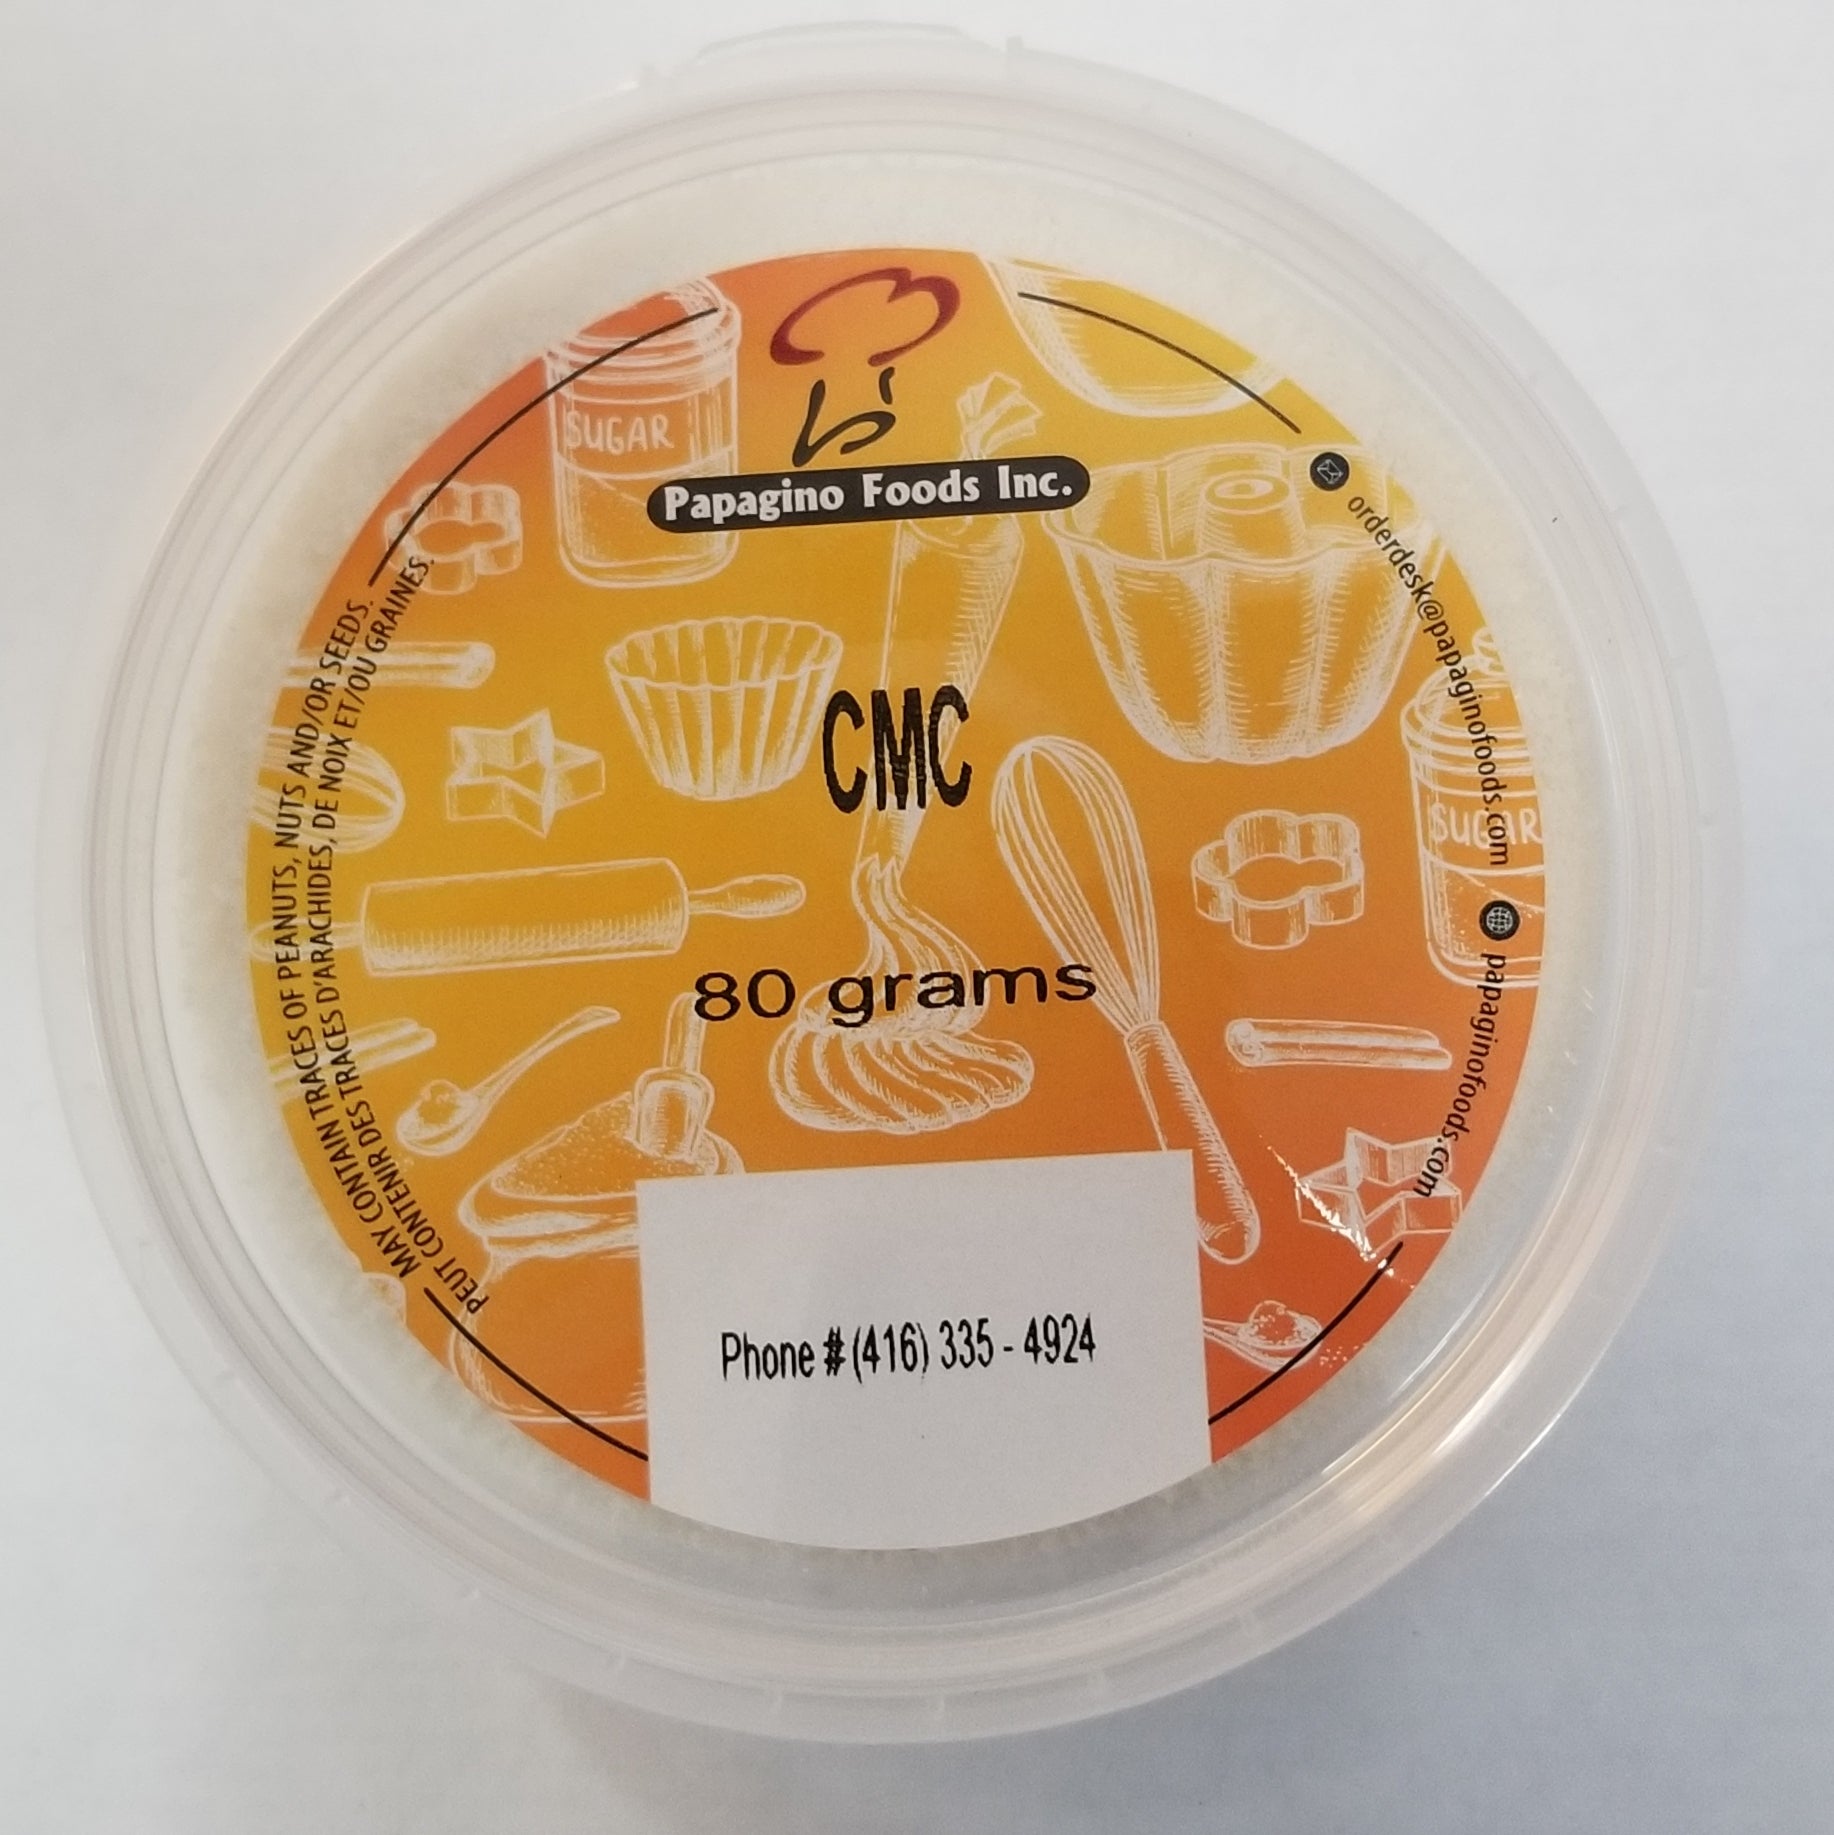 SUGAR
Papagino Foods Inc.
orderdesk@papaginofoods.com
MAY CONTAIN TRACES OF PEANUTS, NUTS AND/OR SEEDS.
PEUT CONTENIR DES TRACES D'ARACHIDES, DE NOIX ET/OU GRAINES.
CMC
SUGAR
80 grams
papaginofoods.com
Phone # (416) 335 - 4924